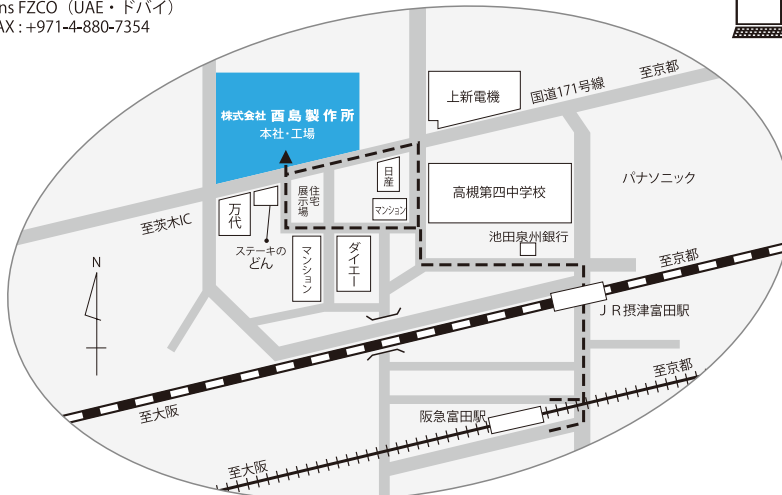 ns FZCO（UAE・ドバイ）
AX : +971-4-880-7354
至京都
国道171号線
上新電機
株式会社 酉島製作所
本社・工場
日産
マンション
高槻第四中学校
パナソニック
住宅
展示場
万代
至茨木IC
ステーキの
どん
マンション
ダイエー
池田泉州銀行
至京都
N
ＪＲ摂津富田駅
至京都
至大阪
阪急富田駅
至大阪